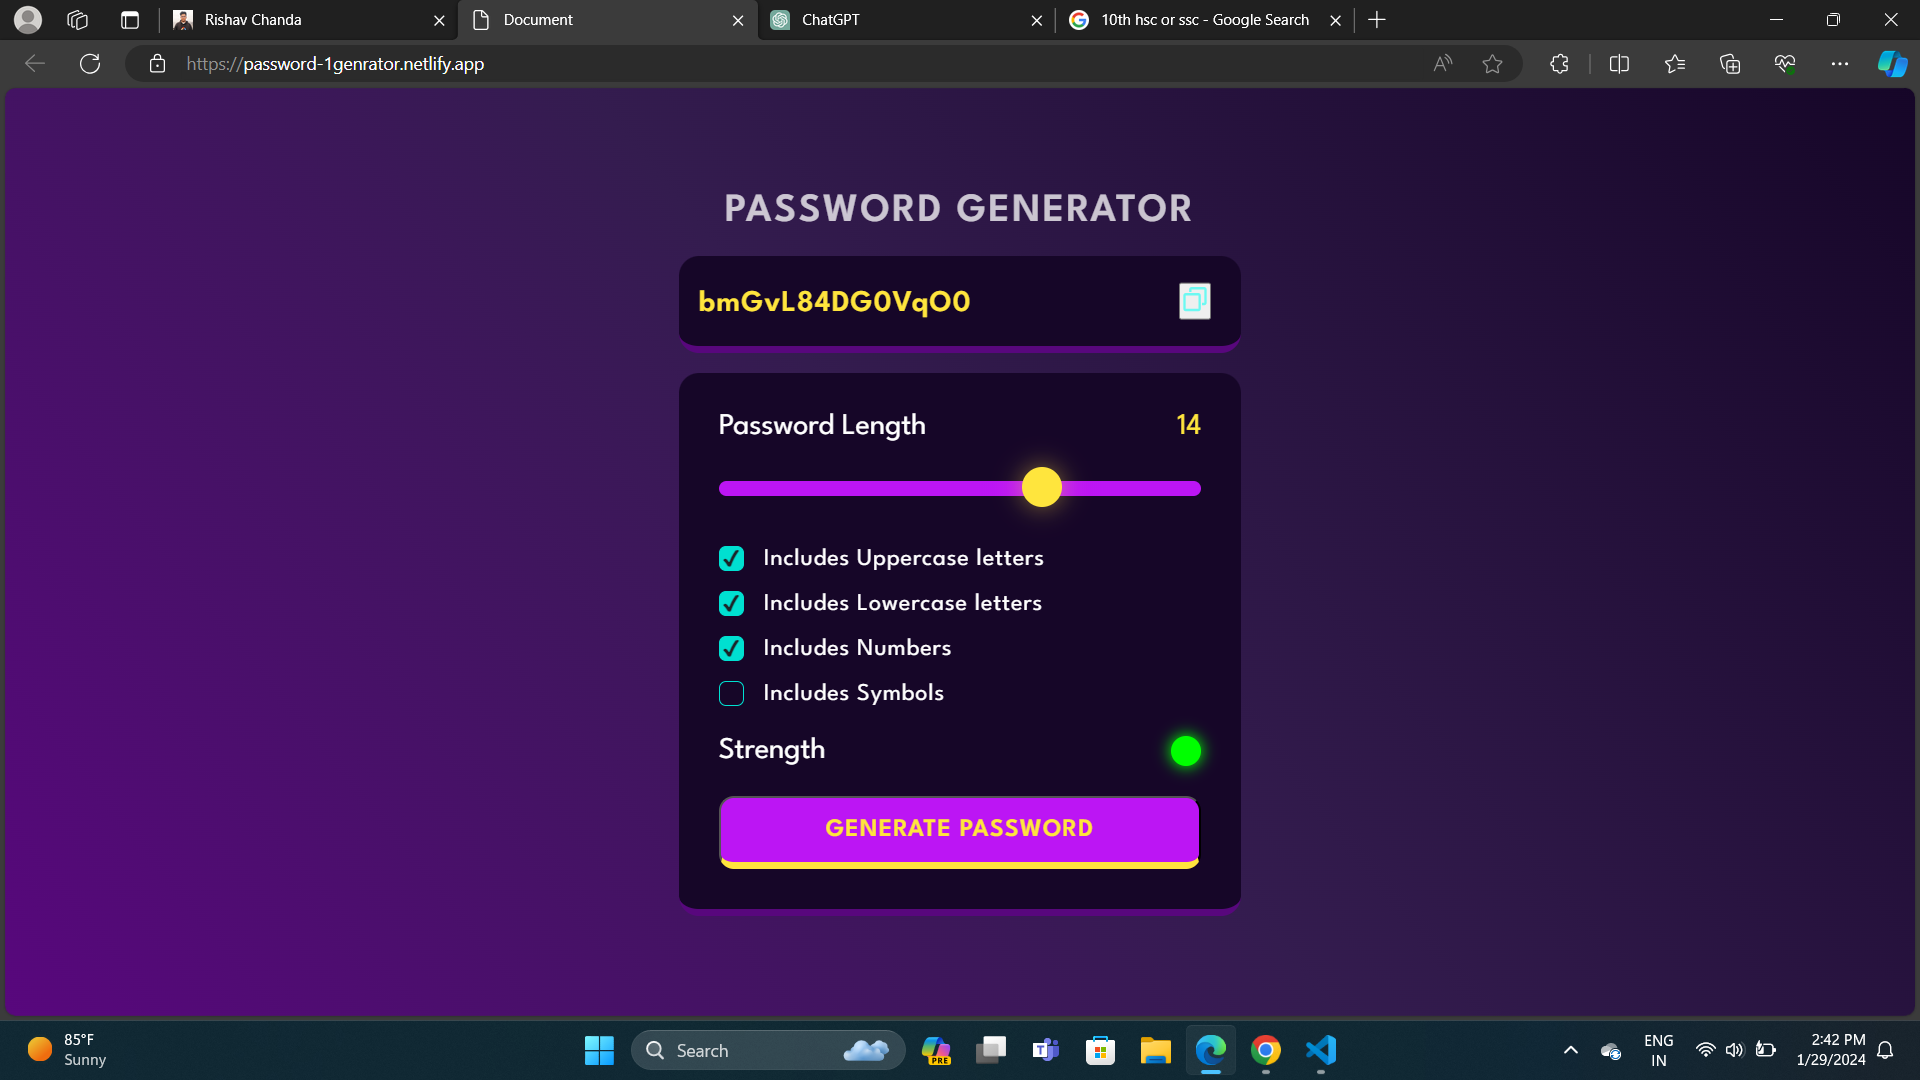 Rishav Chanda
Document
ChatGPT
10th hsc or ssc - Google Search
https://password-1genrator.netlify.app
PASSWORD GENERATOR
bmGvL84DG0VqO0
Password Length 14
Includes Uppercase letters
Includes Lowercase letters
Includes Numbers
Includes Symbols
Strength
GENERATE PASSWORD
85°F
Sunny
Search
PRE
ENG
IN
2:42 PM
1/29/2024